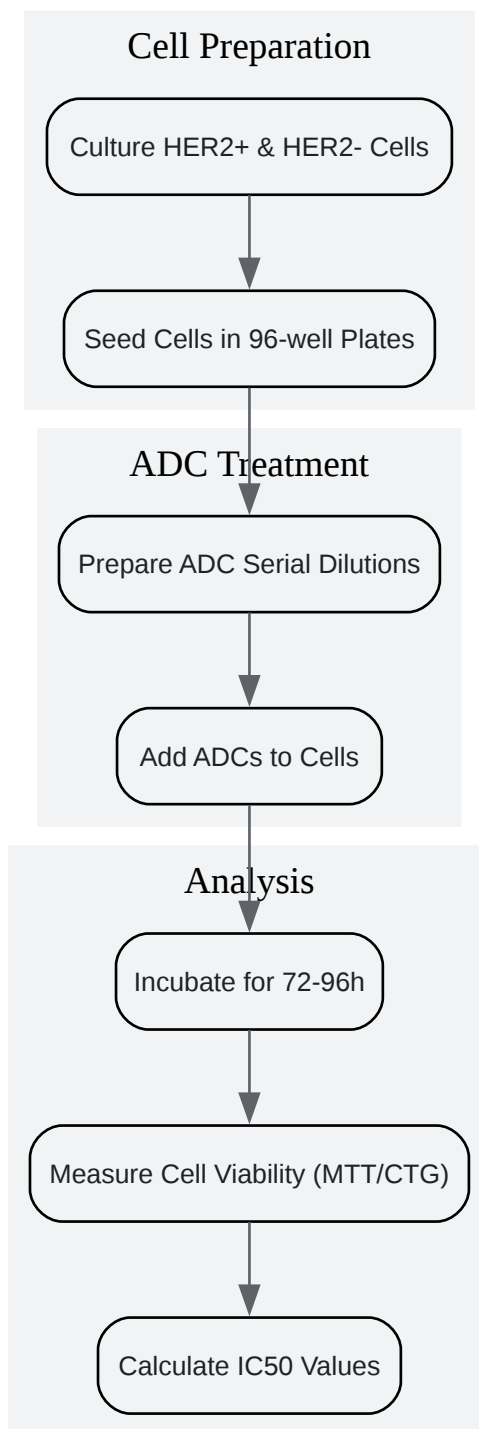 Cell Preparation
Culture HER2+ & HER2- Cells
Seed Cells in 96-well Plates
ADC Treatment
Prepare ADC Serial Dilutions
Add ADCs to Cells
Analysis
Incubate for 72-96h
Measure Cell Viability (MTT/CTG)
Calculate IC50 Values